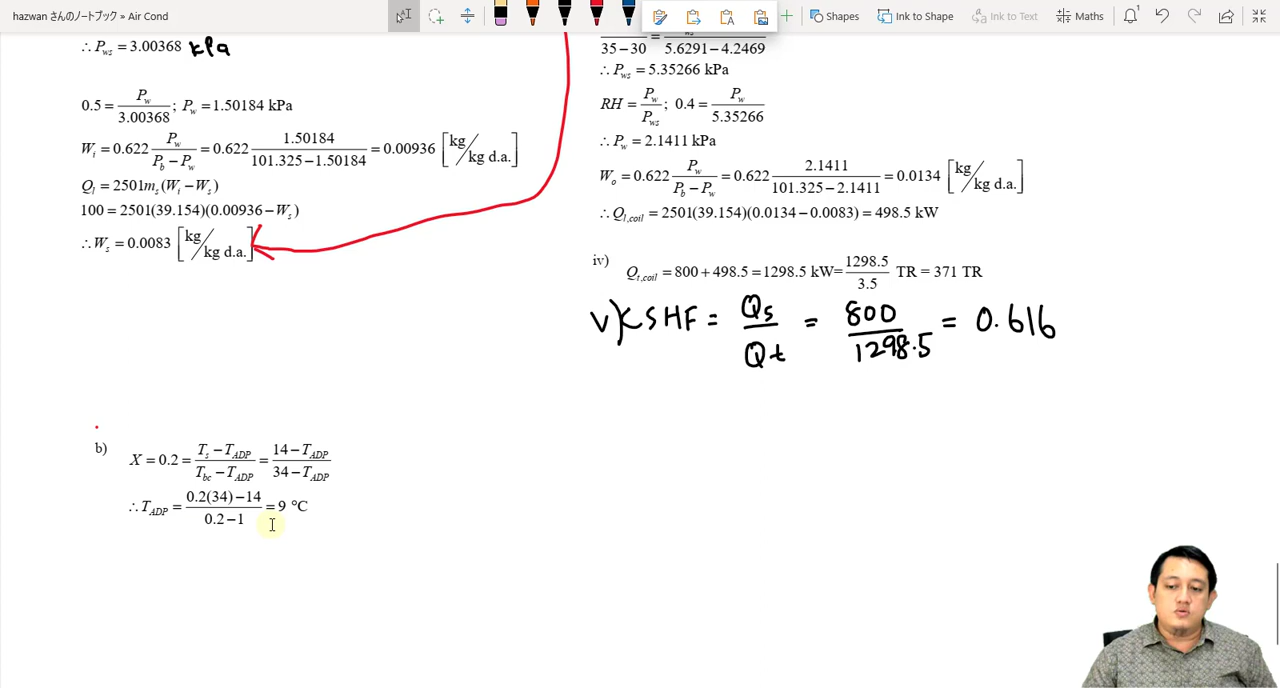 hazwan さんのノートブック » Air Cond
Shapes
Ink to Shape
Ink to Text
Maths
∴ P_ws = 3.00368 kPa
0.5 = P_w / 3.00368 ; P_w = 1.50184 kPa
W_i = 0.622 P_w / (P_b − P_w) = 0.622 1.50184 / (101.325 − 1.50184) = 0.00936 [kg/kg d.a.]
Q_l = 2501m_s(W_i − W_s)
100 = 2501(39.154)(0.00936 − W_s)
∴ W_s = 0.0083 [kg/kg d.a.]
b)
X = 0.2 = (T_s − T_ADP) / (T_bc − T_ADP) = (14 − T_ADP) / (34 − T_ADP)
∴ T_ADP = (0.2(34) − 14) / (0.2 − 1) = 9 °C
35 − 30 = 5.6291 − 4.2469
∴ P_ws = 5.35266 kPa
RH = P_w / P_ws ; 0.4 = P_w / 5.35266
∴ P_w = 2.1411 kPa
W_o = 0.622 P_w / (P_b − P_w) = 0.622 2.1411 / (101.325 − 2.1411) = 0.0134 [kg/kg d.a.]
∴ Q_l,coil = 2501(39.154)(0.0134 − 0.0083) = 498.5 kW
iv) Q_t,coil = 800 + 498.5 = 1298.5 kW = 1298.5 / 3.5 TR = 371 TR
v) CSHF = Qs / Qt = 800 / 1298.5 = 0.616